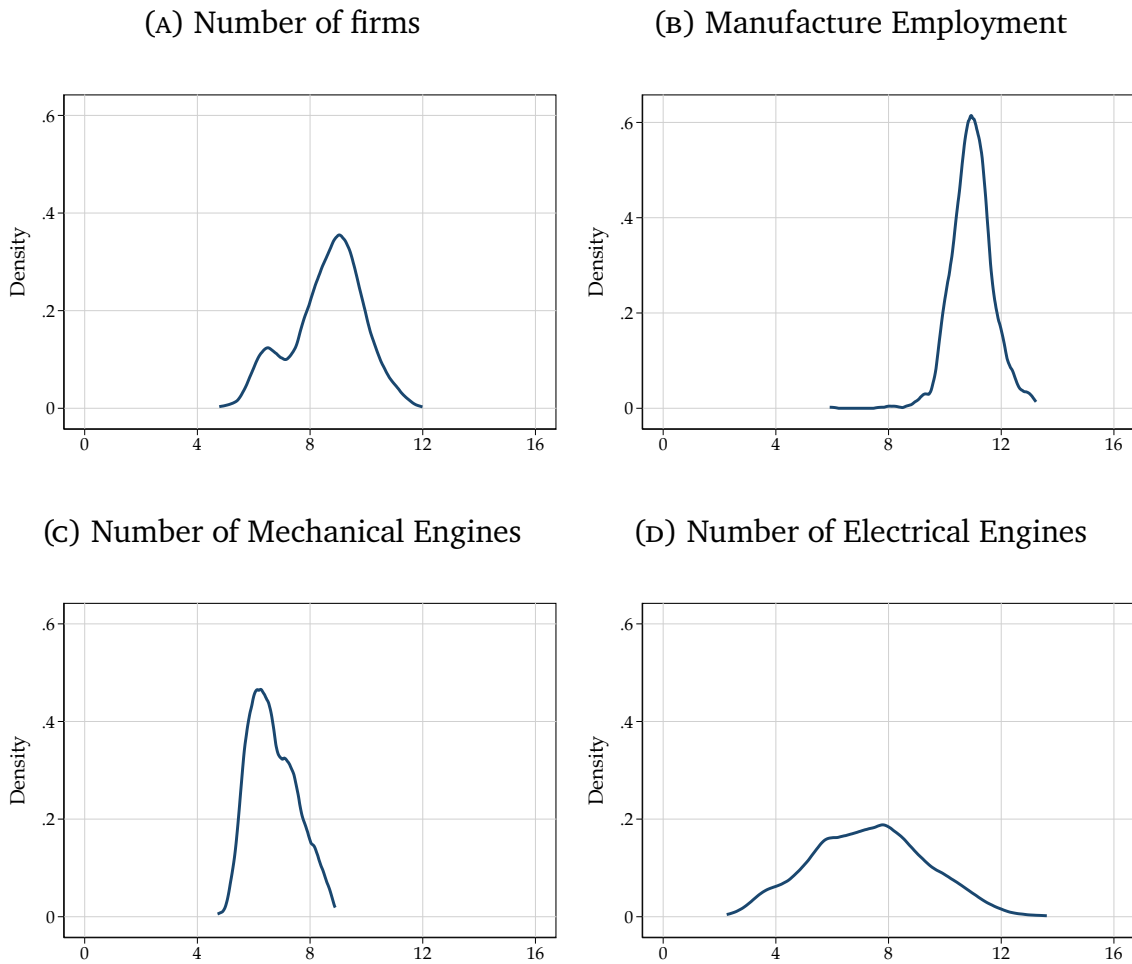 (A) Number of firms
(B) Manufacture Employment
Density
.6
.4
.2
0
0 4 8 12 16
Density
.6
.4
.2
0
0 4 8 12 16
(C) Number of Mechanical Engines
(D) Number of Electrical Engines
Density
.6
.4
.2
0
0 4 8 12 16
Density
.6
.4
.2
0
0 4 8 12 16